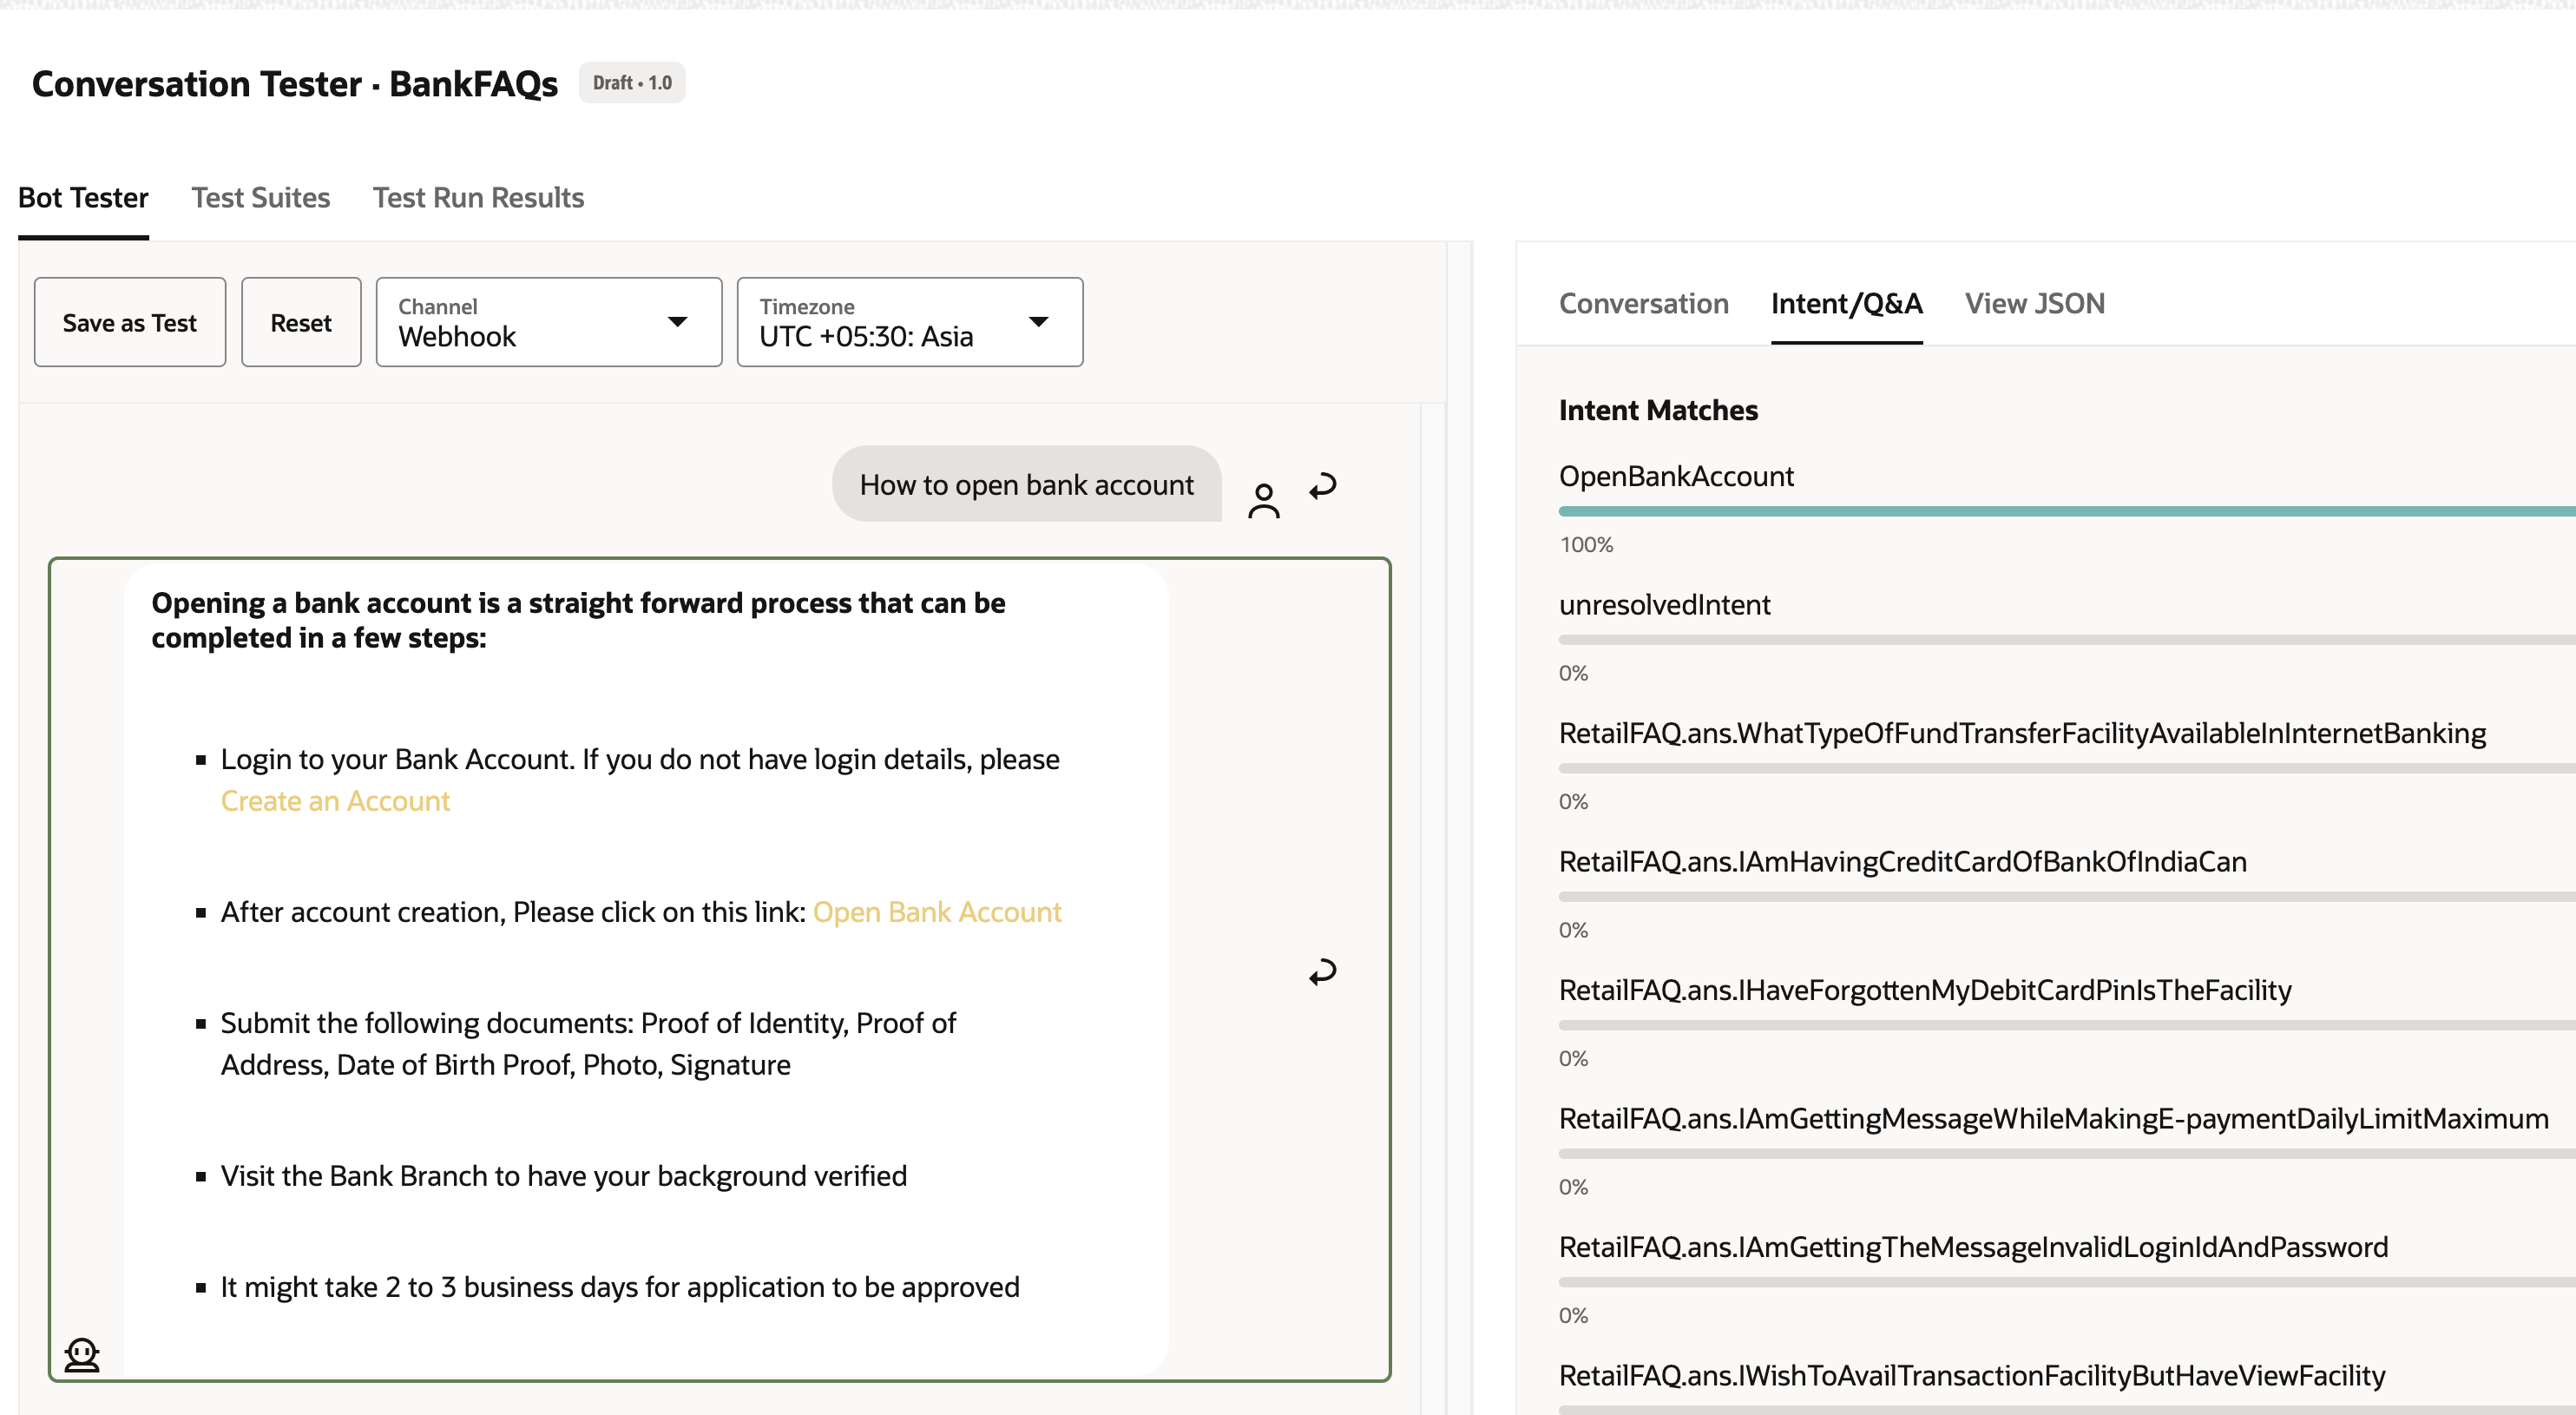 Conversation Tester · BankFAQs
Draft • 1.0
Bot Tester
Test Suites
Test Run Results
Save as Test
Reset
Channel
Webhook
Timezone
UTC +05:30: Asia
How to open bank account
Opening a bank account is a straight forward process that can be
completed in a few steps:
Login to your Bank Account. If you do not have login details, please
Create an Account
After account creation, Please click on this link: Open Bank Account
Submit the following documents: Proof of Identity, Proof of
Address, Date of Birth Proof, Photo, Signature
Visit the Bank Branch to have your background verified
It might take 2 to 3 business days for application to be approved
Conversation
Intent/Q&A
View JSON
Intent Matches
OpenBankAccount
100%
unresolvedIntent
0%
RetailFAQ.ans.WhatTypeOfFundTransferFacilityAvailableInInternetBanking
0%
RetailFAQ.ans.IAmHavingCreditCardOfBankOfIndiaCan
0%
RetailFAQ.ans.IHaveForgottenMyDebitCardPinIsTheFacility
0%
RetailFAQ.ans.IAmGettingMessageWhileMakingE-paymentDailyLimitMaximum
0%
RetailFAQ.ans.IAmGettingTheMessageInvalidLoginIdAndPassword
0%
RetailFAQ.ans.IWishToAvailTransactionFacilityButHaveViewFacility